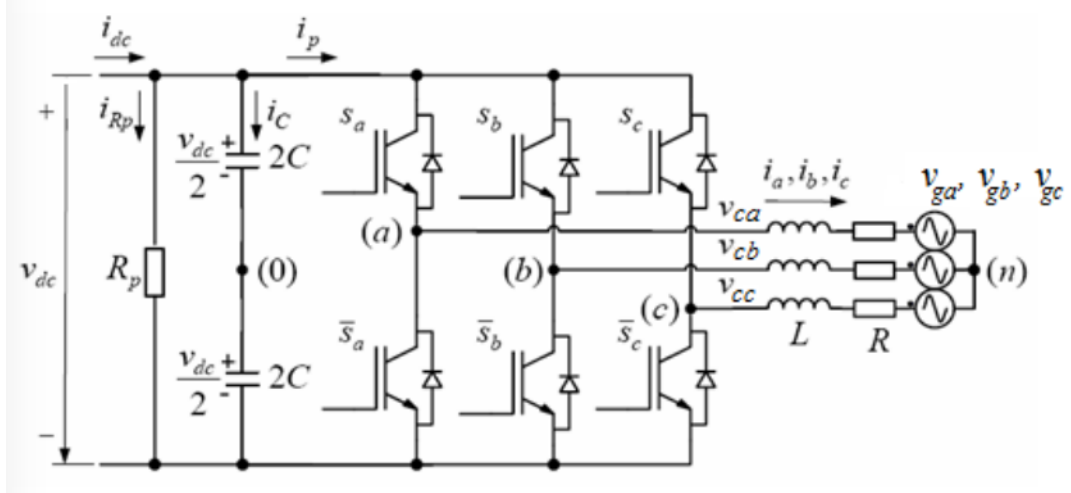 i_dc i_p
+ i_Rp i_C s_a s_b s_c
v_dc/2 + - 2C i_a, i_b, i_c v_ga, v_gb, v_gc
v_ca
(a) v_cb
v_dc R_p (0) (b) (n)
v_cc
s̅_a s̅_b s̅_c (c) L R
v_dc/2 + - 2C
−